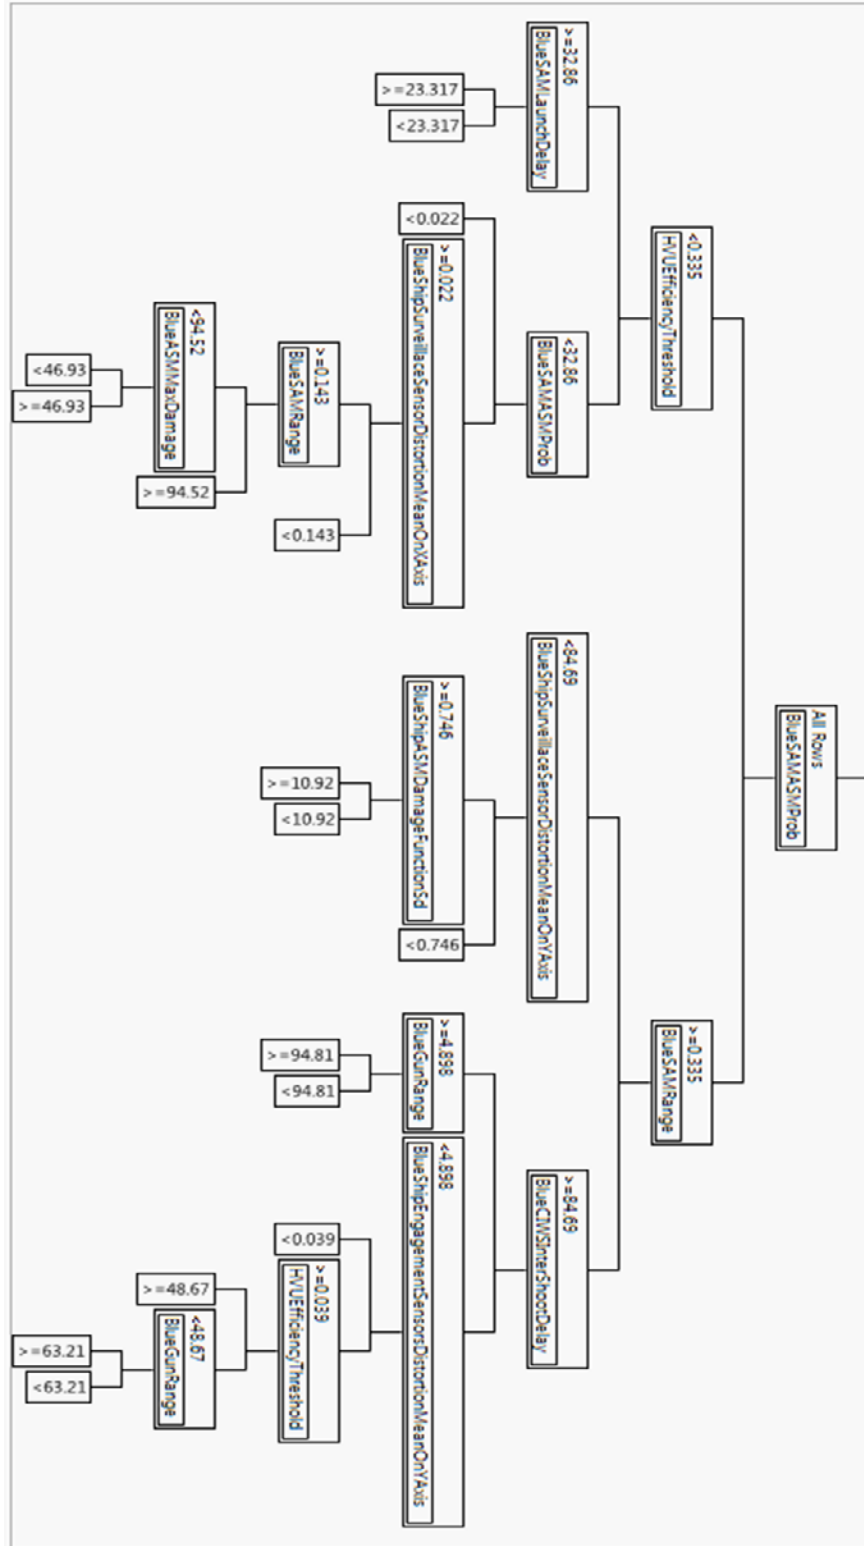 All Rows
BlueSAMASMProb
<0.335
HVUEfficiencyThreshold
>=0.335
BlueSAMRange
>=32.86
BlueSAMLaunchDelay
<32.86
BlueSAMASMProb
<84.69
BlueShipSurveillaceSensorDistortionMeanOnYAxis
>=84.69
BlueCIWSInterShootDelay
>=23.317
<23.317
<0.022
>=0.022
BlueShipSurveillaceSensorDistortionMeanOnXAxis
>=0.746
BlueShipASMDamageFunctionSd
<0.746
>=4.898
BlueGunRange
<4.898
BlueShipEngagementSensorsDistortionMeanOnYAxis
>=0.143
BlueSAMRange
<0.143
>=10.92
<10.92
>=94.81
<94.81
<0.039
>=0.039
HVUEfficiencyThreshold
<94.52
BlueASMMaxDamage
>=94.52
>=48.67
<48.67
BlueGunRange
<46.93
>=46.93
>=63.21
<63.21